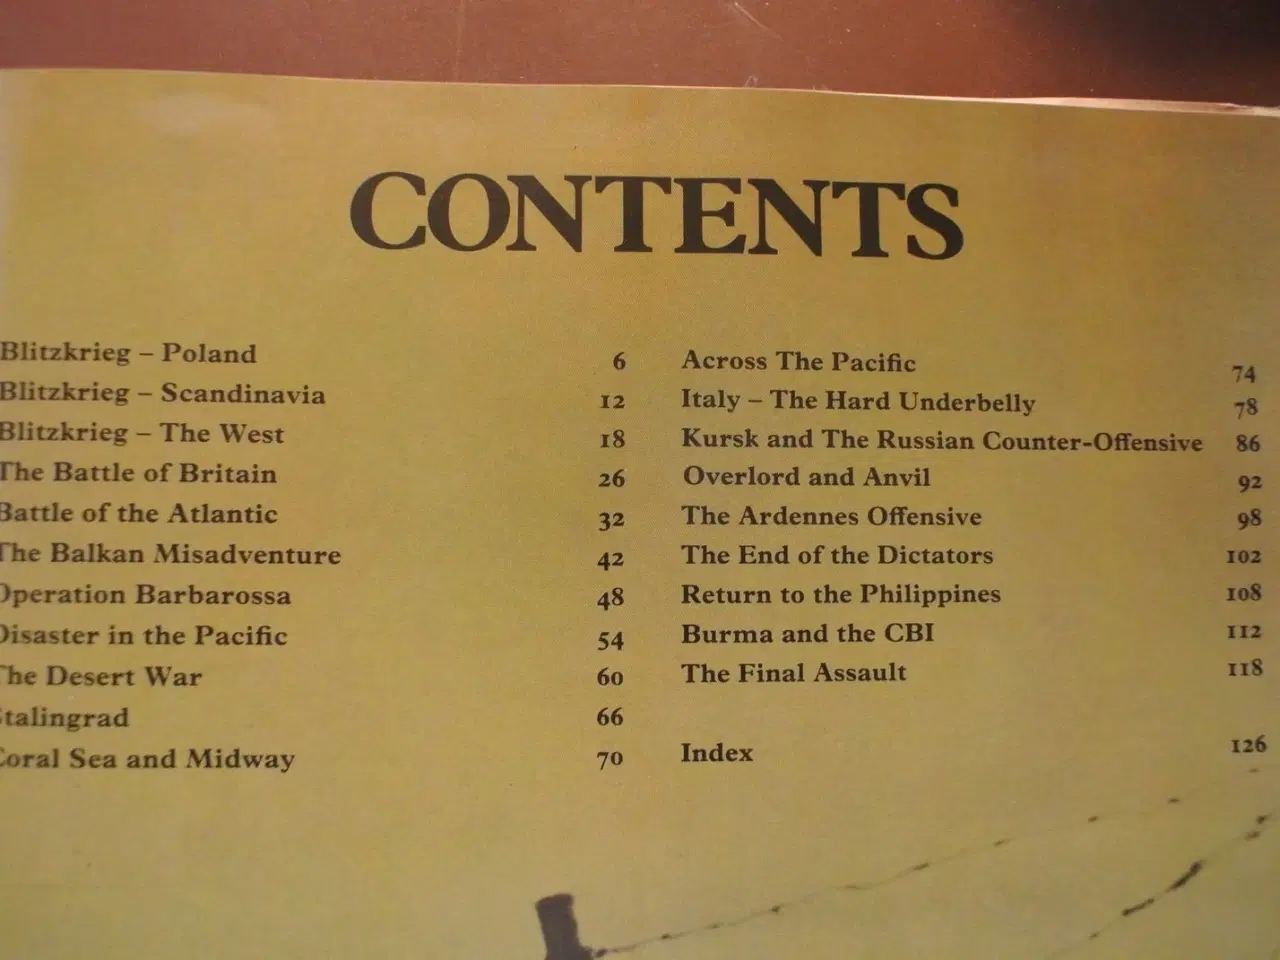 CONTENTS
Blitzkrieg – Poland 6
Blitzkrieg – Scandinavia 12
Blitzkrieg – The West 18
The Battle of Britain 26
Battle of the Atlantic 32
The Balkan Misadventure 42
Operation Barbarossa 48
Disaster in the Pacific 54
The Desert War 60
Stalingrad 66
Coral Sea and Midway 70
Across The Pacific 74
Italy – The Hard Underbelly 78
Kursk and The Russian Counter-Offensive 86
Overlord and Anvil 92
The Ardennes Offensive 98
The End of the Dictators 102
Return to the Philippines 108
Burma and the CBI 112
The Final Assault 118
Index 126